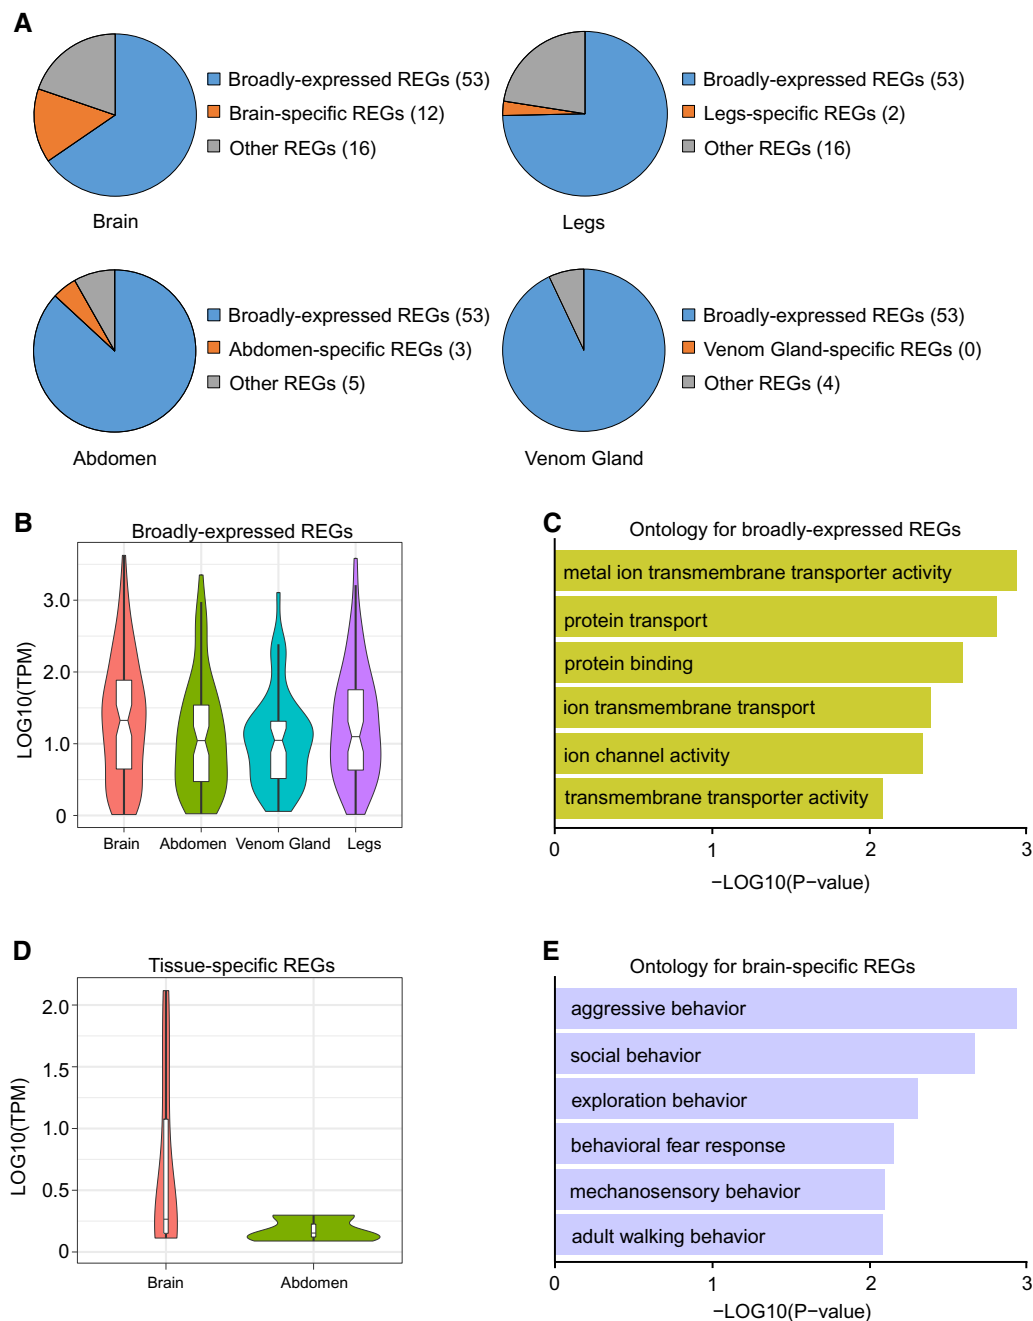 A
Broadly-expressed REGs (53)
Brain-specific REGs (12)
Other REGs (16)
Brain
Broadly-expressed REGs (53)
Legs-specific REGs (2)
Other REGs (16)
Legs
Broadly-expressed REGs (53)
Abdomen-specific REGs (3)
Other REGs (5)
Abdomen
Broadly-expressed REGs (53)
Venom Gland-specific REGs (0)
Other REGs (4)
Venom Gland
B
Broadly-expressed REGs
LOG10(TPM)
3.0
2.0
1.0
0
Brain Abdomen Venom Gland Legs
C
Ontology for broadly-expressed REGs
metal ion transmembrane transporter activity
protein transport
protein binding
ion transmembrane transport
ion channel activity
transmembrane transporter activity
0 1 2 3
−LOG10(P−value)
D
Tissue-specific REGs
LOG10(TPM)
2.0
1.5
1.0
0.5
0
Brain Abdomen
E
Ontology for brain-specific REGs
aggressive behavior
social behavior
exploration behavior
behavioral fear response
mechanosensory behavior
adult walking behavior
0 1 2 3
−LOG10(P−value)